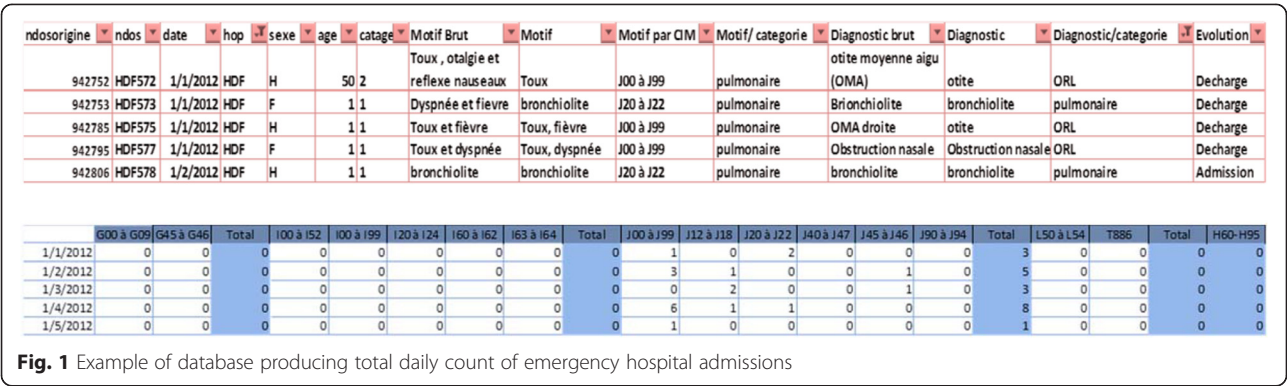 ndosorigine ndos date hop sexe age catage Motif Brut Motif Motif par CIM Motif/ categorie Diagnostic brut Diagnostic Diagnostic/categorie Evolution
Toux , otalgie et otite moyenne aigu
942752 HDF572 1/1/2012 HDF H 50 2 reflexe nauseaux Toux J00 à J99 pulmonaire (OMA) otite ORL Decharge
942753 HDF573 1/1/2012 HDF F 1 1 Dyspnée et fievre bronchiolite J20 à J22 pulmonaire Brionchiolite bronchiolite pulmonaire Decharge
942785 HDF575 1/1/2012 HDF H 1 1 Toux et fièvre Toux, fièvre J00 à J99 pulmonaire OMA droite otite ORL Decharge
942795 HDF577 1/1/2012 HDF F 1 1 Toux et dyspnée Toux, dyspnée J00 à J99 pulmonaire Obstruction nasale Obstruction nasale ORL Decharge
942806 HDF578 1/2/2012 HDF H 1 1 bronchiolite bronchiolite J20 à J22 pulmonaire bronchiolite bronchiolite pulmonaire Admission
G00 à G09 G45 à G46 Total I00 à I52 I00 à I99 I20 à I24 I60 à I62 I63 à I64 Total J00 à J99 J12 à J18 J20 à J22 J40 à J47 J45 à J46 J90 à J94 Total L50 à L54 T886 Total H60-H95
1/1/2012 0 0 0 0 0 0 0 0 0 1 0 2 0 0 0 3 0 0 0 0
1/2/2012 0 0 0 0 0 0 0 0 0 3 1 0 0 1 0 5 0 0 0 0
1/3/2012 0 0 0 0 0 0 0 0 0 0 2 0 0 1 0 3 0 0 0 0
1/4/2012 0 0 0 0 0 0 0 0 0 6 1 1 0 0 0 8 0 0 0 0
1/5/2012 0 0 0 0 0 0 0 0 0 1 0 0 0 0 0 1 0 0 0 0
Fig. 1 Example of database producing total daily count of emergency hospital admissions